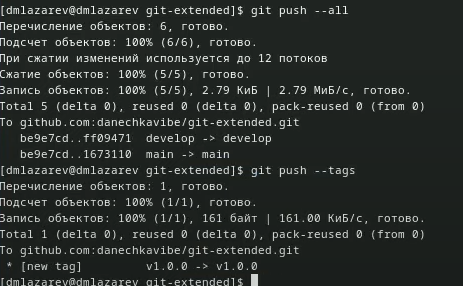 [dmlazarev@dmlazarev git-extended]$ git push --all
Перечисление объектов: 6, готово.
Подсчет объектов: 100% (6/6), готово.
При сжатии изменений используется до 12 потоков
Сжатие объектов: 100% (5/5), готово.
Запись объектов: 100% (5/5), 2.79 КиБ | 2.79 МиБ/с, готово.
Total 5 (delta 0), reused 0 (delta 0), pack-reused 0 (from 0)
To github.com:danechkavibe/git-extended.git
   be9e7cd..ff09471  develop -> develop
   be9e7cd..1673110  main -> main
[dmlazarev@dmlazarev git-extended]$ git push --tags
Перечисление объектов: 1, готово.
Подсчет объектов: 100% (1/1), готово.
Запись объектов: 100% (1/1), 161 байт | 161.00 КиБ/с, готово.
Total 1 (delta 0), reused 0 (delta 0), pack-reused 0 (from 0)
To github.com:danechkavibe/git-extended.git
 * [new tag]         v1.0.0 -> v1.0.0
[dmlazarev@dmlazarev git-extended]$